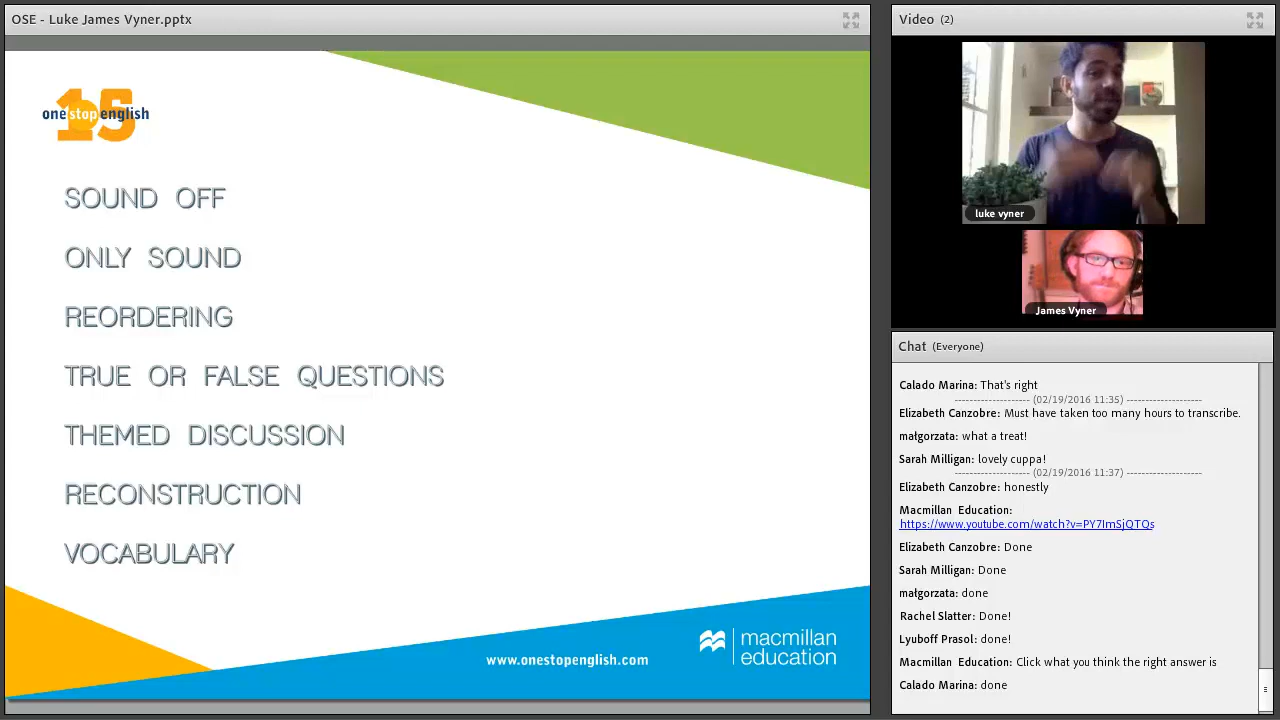 OSE - Luke James Vyner.pptx
15
one stop english
SOUND OFF
ONLY SOUND
REORDERING
TRUE OR FALSE QUESTIONS
THEMED DISCUSSION
RECONSTRUCTION
VOCABULARY
www.onestopenglish.com
macmillan
education
Video (2)
luke vyner
James Vyner
Chat (Everyone)
Calado Marina: That's right
-------------------- (02/19/2016 11:35) --------------------
Elizabeth Canzobre: Must have taken too many hours to transcribe.
małgorzata: what a treat!
Sarah Milligan: lovely cuppa!
-------------------- (02/19/2016 11:37) --------------------
Elizabeth Canzobre: honestly
Macmillan Education:
https://www.youtube.com/watch?v=PY7ImSjQTQs
Elizabeth Canzobre: Done
Sarah Milligan: Done
małgorzata: done
Rachel Slatter: Done!
Lyuboff Prasol: done!
Macmillan Education: Click what you think the right answer is
Calado Marina: done